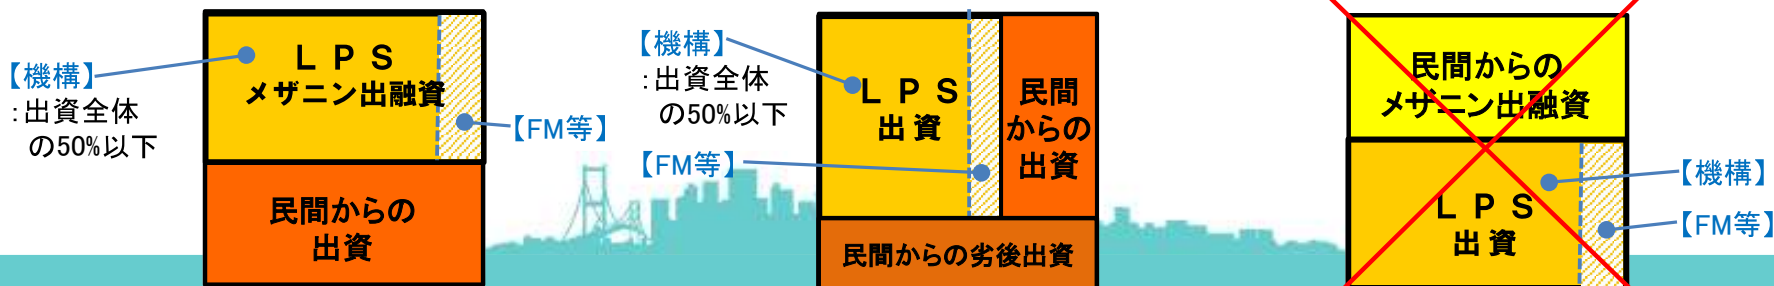 【機構】
:出資全体
の50%以下
ＬＰＳ
メザニン出融資
【FM等】
民間からの
出資
【機構】
:出資全体
の50%以下
【FM等】
ＬＰＳ
出資
民間
からの
出資
民間からの劣後出資
民間からの
メザニン出融資
ＬＰＳ
出資
【機構】
【FM等】